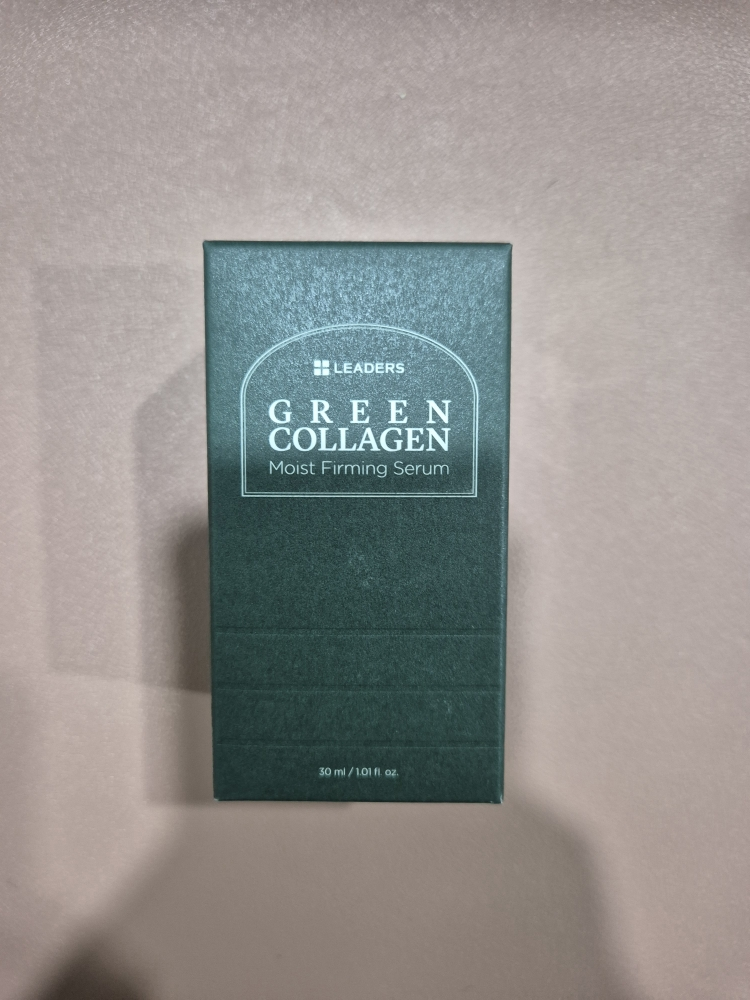 LEADERS
GREEN
COLLAGEN
Moist Firming Serum
30 ml / 1.01 fl. oz.